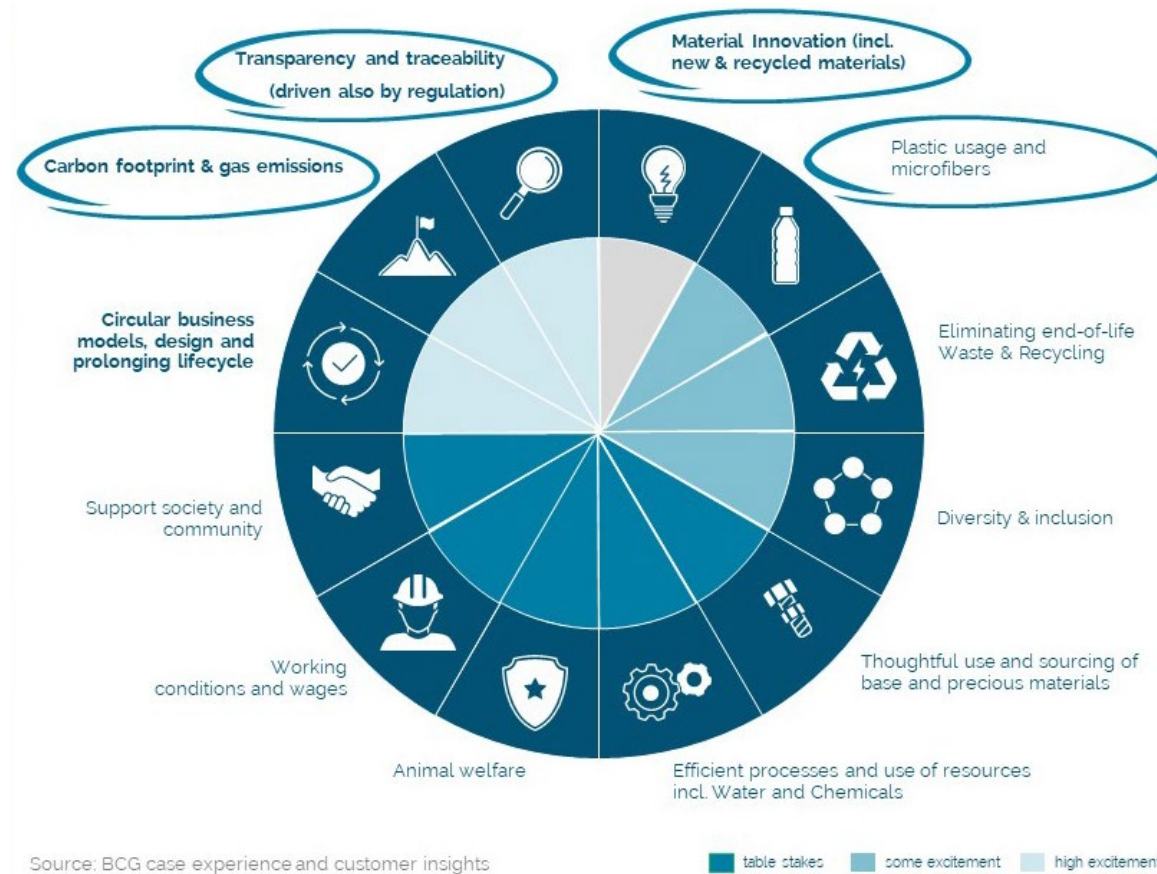 Transparency and traceability
(driven also by regulation)
Material Innovation (incl.
new & recycled materials)
Carbon footprint & gas emissions
Plastic usage and
microfibers
Circular business
models, design and
prolonging lifecycle
Eliminating end-of-life
Waste & Recycling
Support society and
community
Diversity & inclusion
Working
conditions and wages
Thoughtful use and sourcing of
base and precious materials
Animal welfare
Efficient processes and use of resources
incl. Water and Chemicals
Source: BCG case experience and customer insights
table stakes
some excitement
high excitement